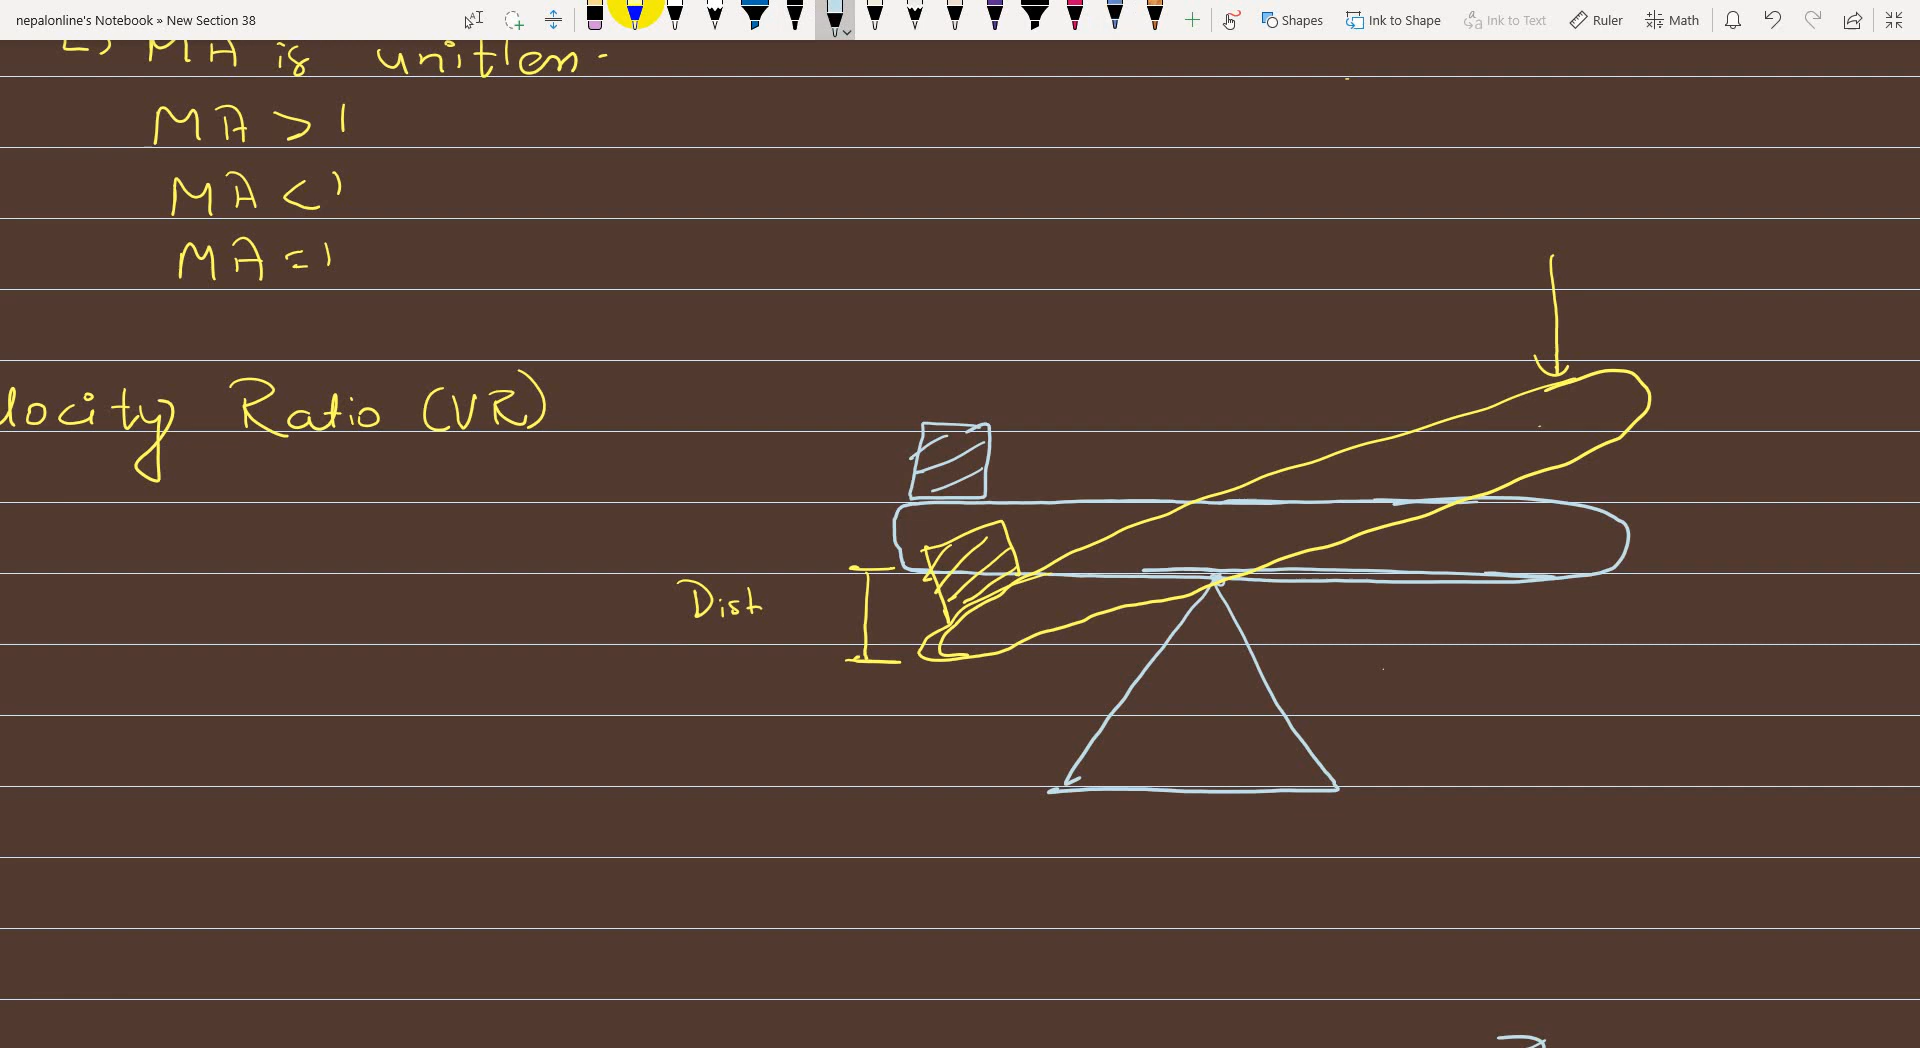 nepalonline's Notebook » New Section 38
Shapes
Ink to Shape
Ink to Text
Ruler
Math
MA is unitless.
MA > 1
MA < 1
MA = 1
locity Ratio (VR)
Dist